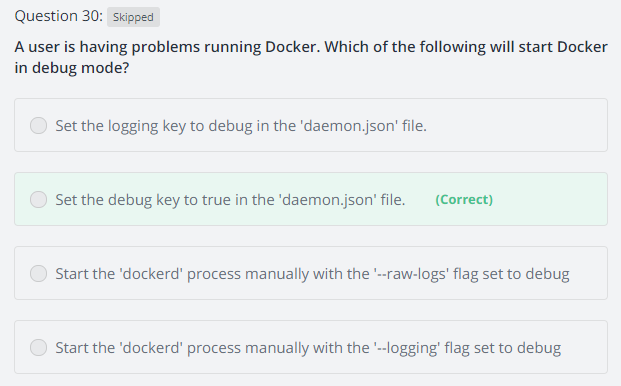 Question 30: Skipped
A user is having problems running Docker. Which of the following will start Docker
in debug mode?
Set the logging key to debug in the 'daemon.json' file.
Set the debug key to true in the 'daemon.json' file. (Correct)
Start the 'dockerd' process manually with the '--raw-logs' flag set to debug
Start the 'dockerd' process manually with the '--logging' flag set to debug